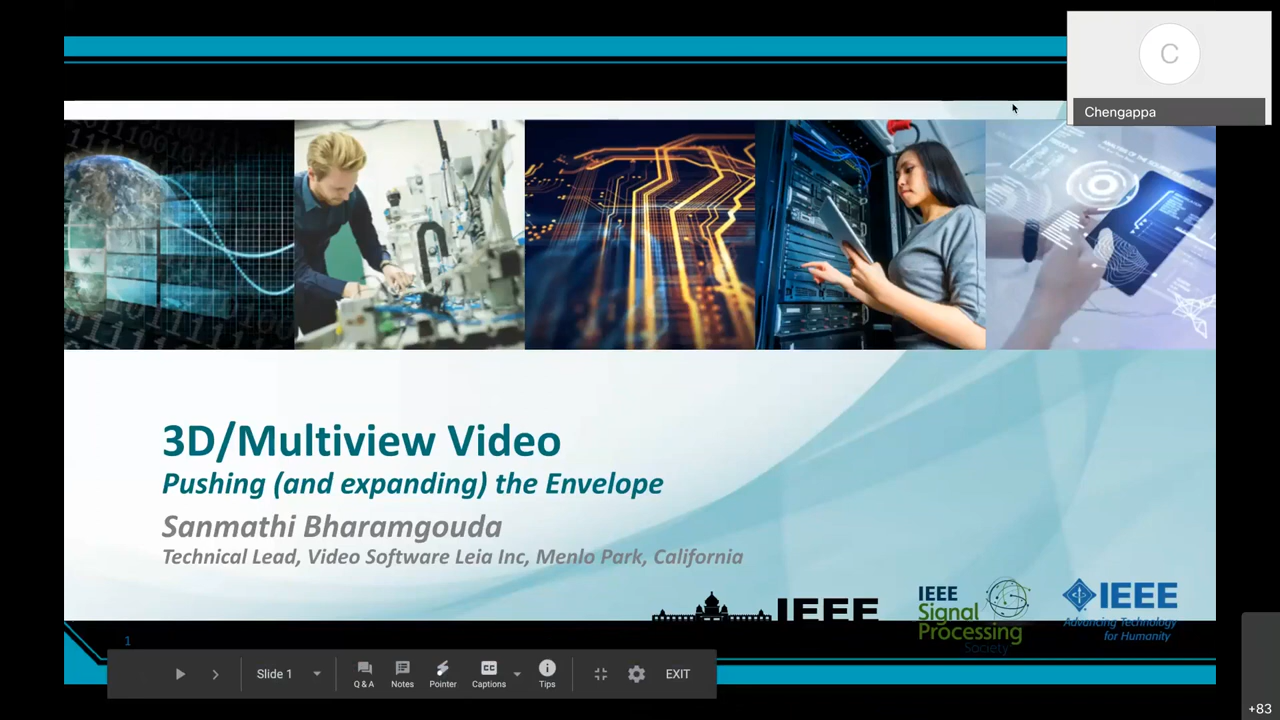 C
Chengappa
3D/Multiview Video
Pushing (and expanding) the Envelope
Sanmathi Bharamgouda
Technical Lead, Video Software Leia Inc, Menlo Park, California
IEEE
IEEE
Signal
Processing
Society
IEEE
Advancing Technology
for Humanity
1
Slide 1
Q & A
Notes
Pointer
CC
Captions
Tips
EXIT
+83